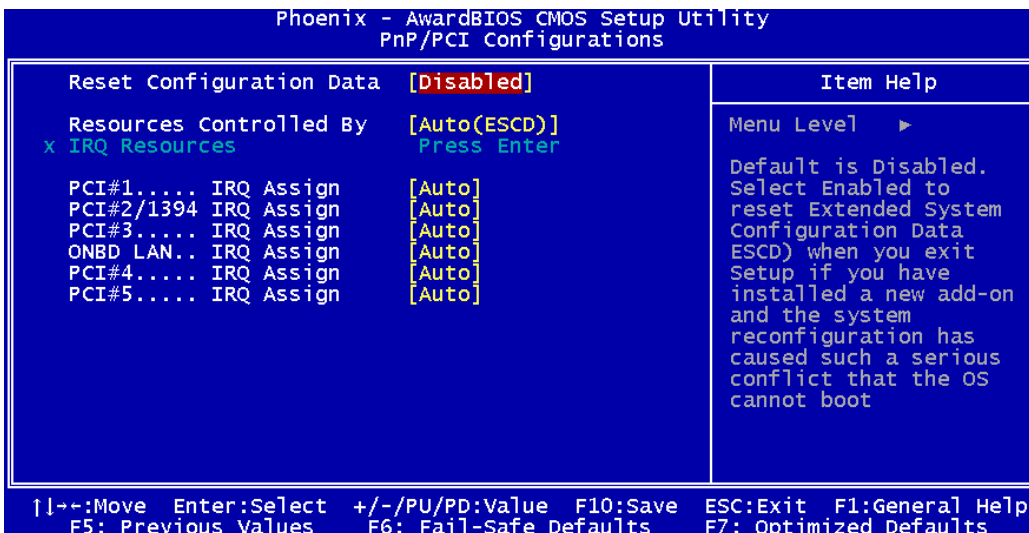 Phoenix - AwardBIOS CMOS Setup Utility
PnP/PCI Configurations
Reset Configuration Data [Disabled]
Resources Controlled By [Auto(ESCD)]
x IRQ Resources Press Enter
PCI#1..... IRQ Assign [Auto]
PCI#2/1394 IRQ Assign [Auto]
PCI#3..... IRQ Assign [Auto]
ONBD LAN.. IRQ Assign [Auto]
PCI#4..... IRQ Assign [Auto]
PCI#5..... IRQ Assign [Auto]
Item Help
Menu Level ►
Default is Disabled.
Select Enabled to
reset Extended System
Configuration Data
ESCD) when you exit
Setup if you have
installed a new add-on
and the system
reconfiguration has
caused such a serious
conflict that the OS
cannot boot
↑↓→←:Move Enter:Select +/-/PU/PD:Value F10:Save ESC:Exit F1:General Help
F5: Previous Values F6: Fail-Safe Defaults F7: Optimized Defaults